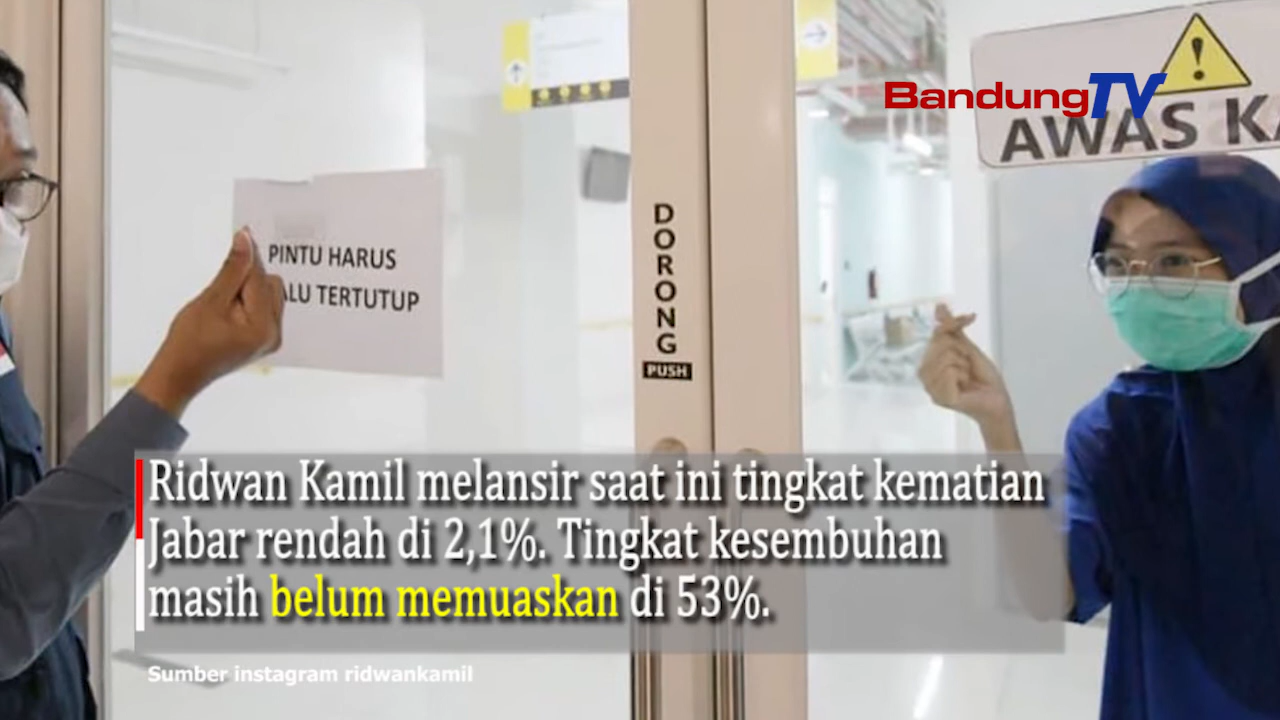 BandungTV
AWAS
PINTU HARUS
TERTUTUP
DORONG
PUSH
Ridwan Kamil melansir saat ini tingkat kematian
Jabar rendah di 2,1%. Tingkat kesembuhan
masih belum memuaskan di 53%.
Sumber instagram ridwankamil